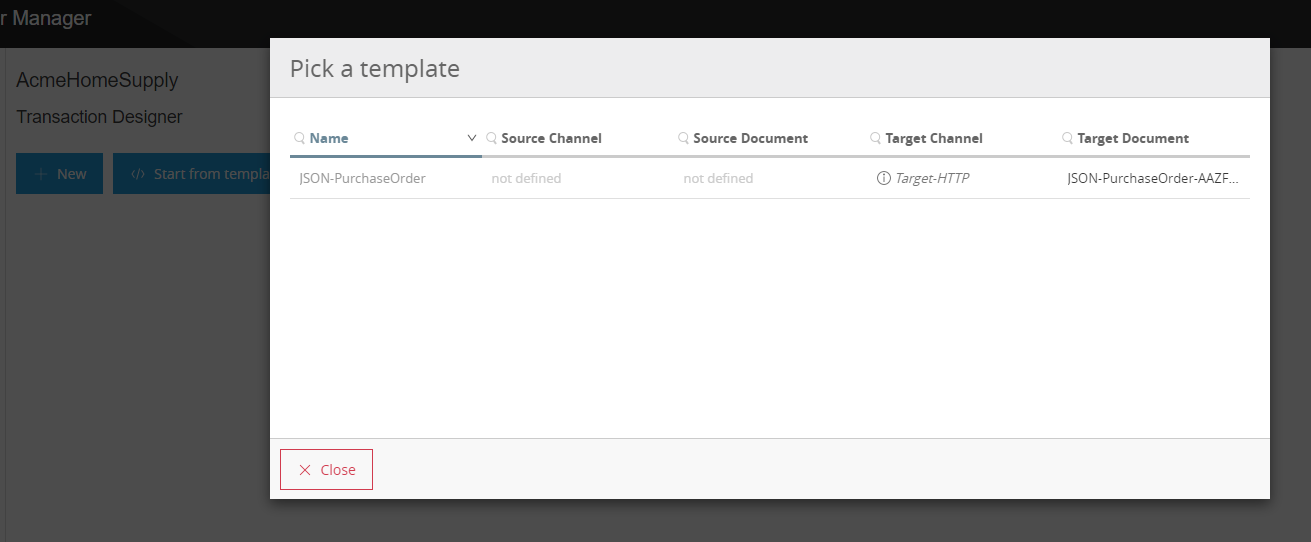 r Manager
AcmeHomeSupply
Transaction Designer
+ New
</> Start from templa
Pick a template
Name
Source Channel
Source Document
Target Channel
Target Document
JSON-PurchaseOrder
not defined
not defined
Target-HTTP
JSON-PurchaseOrder-AAZF...
Close